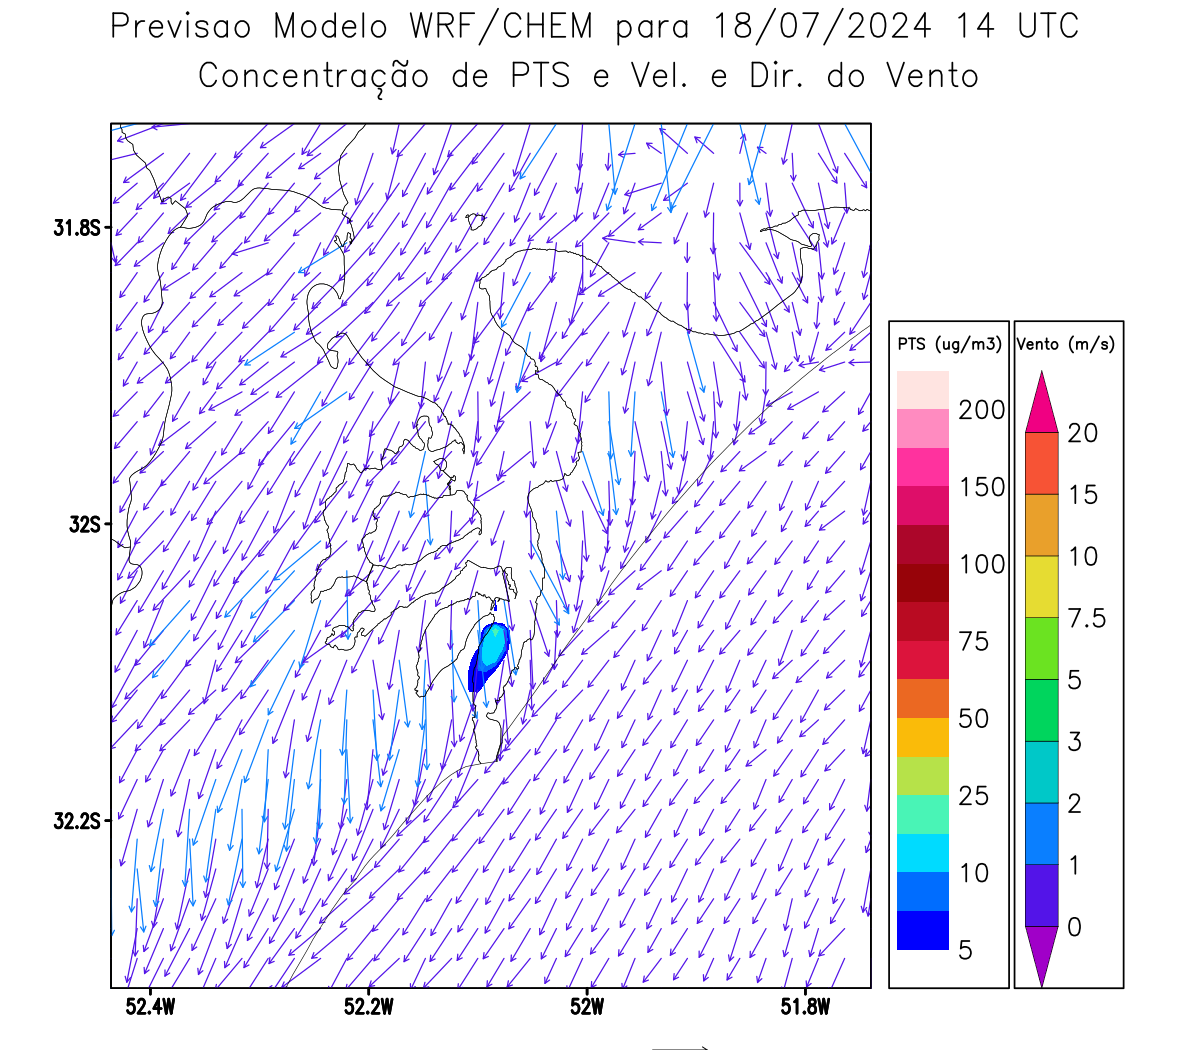 Previsao Modelo WRF/CHEM para 18/07/2024 14 UTC
Concentração de PTS e Vel. e Dir. do Vento
31.8S
32S
32.2S
52.4W
52.2W
52W
51.8W
PTS (ug/m3)
200
150
100
75
50
25
10
5
Vento (m/s)
20
15
10
7.5
5
3
2
1
0